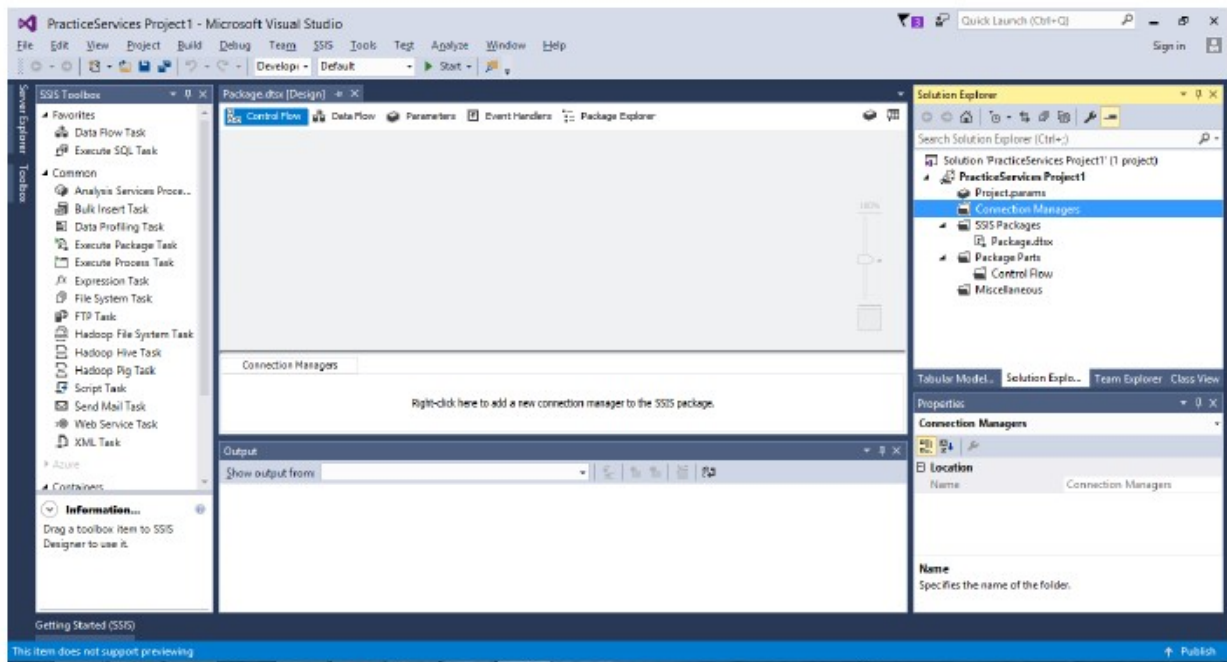 PracticeServices Project1 - Microsoft Visual Studio
Quick Launch (Ctrl+Q)
File Edit View Project Build Debug Team SSIS Tools Test Analyze Window Help
Sign in
Developi Default Start
Server Explorer
Toolbox
SSIS Toolbox
Favorites
Data Flow Task
Execute SQL Task
Common
Analysis Services Proce...
Bulk Insert Task
Data Profiling Task
Execute Package Task
Execute Process Task
Expression Task
File System Task
FTP Task
Hadoop File System Task
Hadoop Hive Task
Hadoop Pig Task
Script Task
Send Mail Task
Web Service Task
XML Task
Azure
Containers
Information...
Drag a toolbox item to SSIS
Designer to use it.
Package.dtsx [Design]
Control Flow Data Flow Parameters Event Handlers Package Explorer
100%
Connection Managers
Right-click here to add a new connection manager to the SSIS package.
Output
Show output from:
Solution Explorer
Search Solution Explorer (Ctrl+;)
Solution 'PracticeServices Project1' (1 project)
PracticeServices Project1
Project.params
Connection Managers
SSIS Packages
Package.dtsx
Package Parts
Control Flow
Miscellaneous
Tabular Model... Solution Explo... Team Explorer Class View
Properties
Connection Managers
Location
Name Connection Managers
Name
Specifies the name of the folder.
Getting Started (SSIS)
This item does not support previewing
Publish